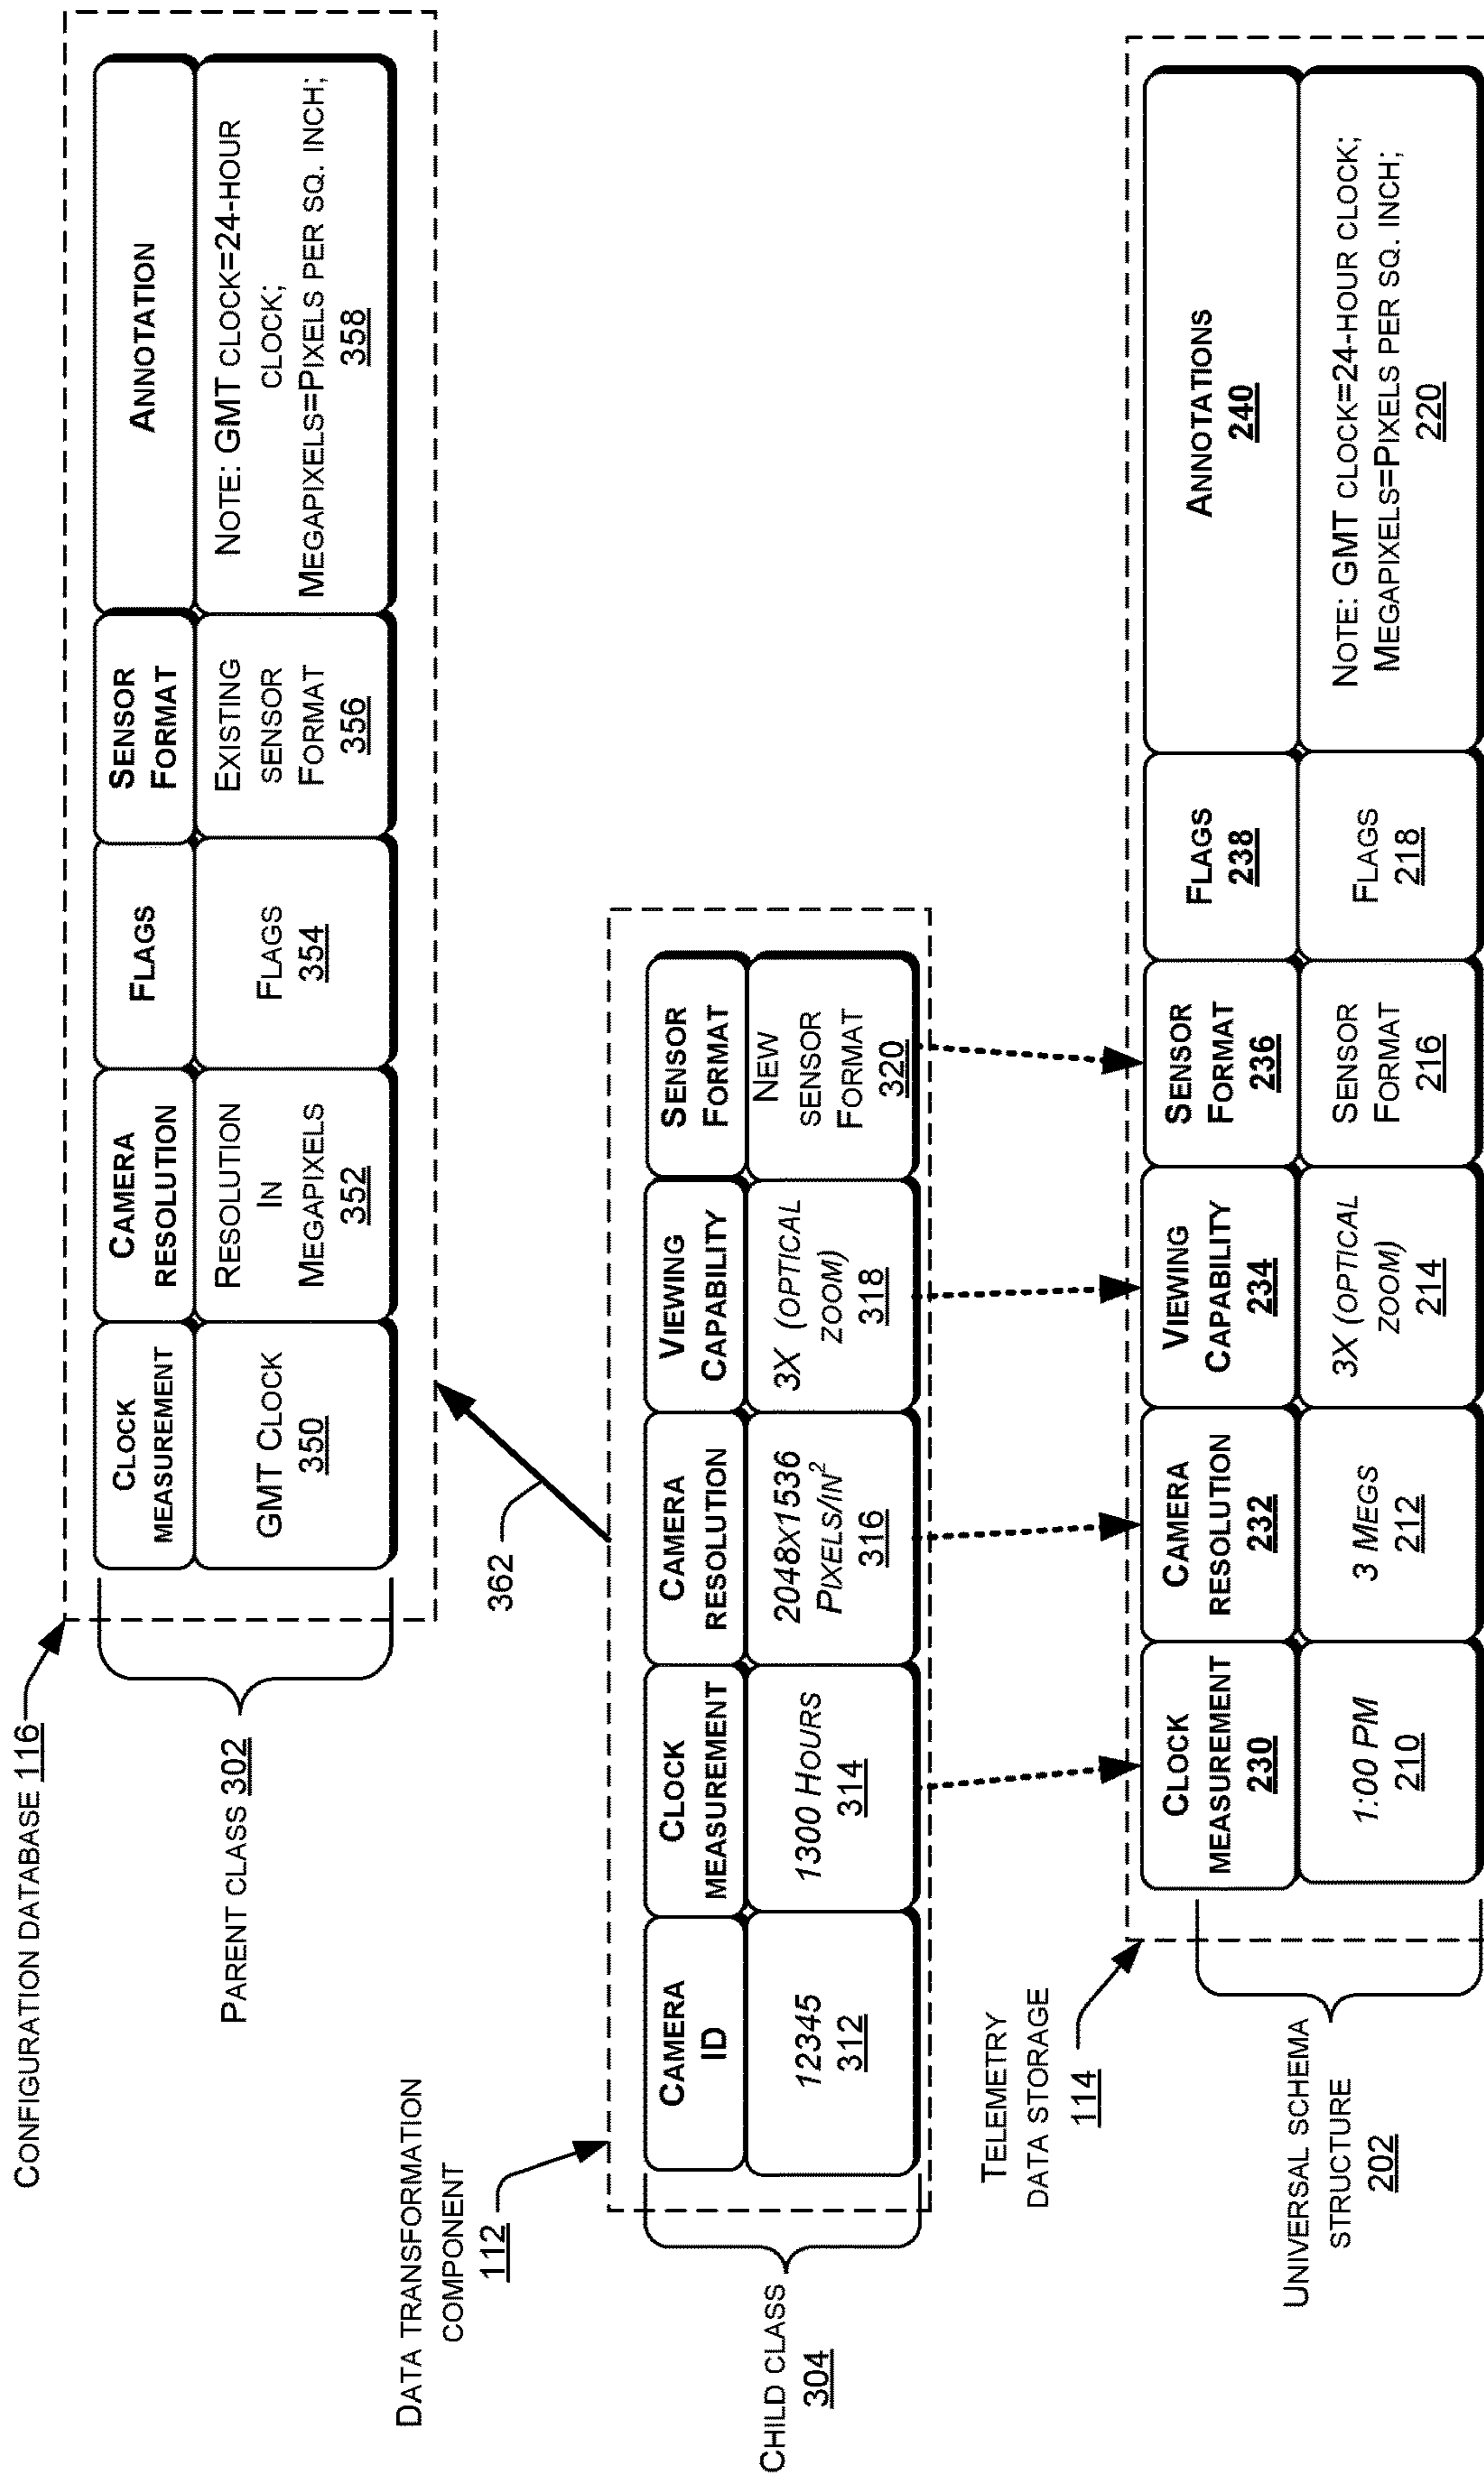 CONFIGURATION DATABASE 116
PARENT CLASS 302
CLOCK
MEASUREMENT
CAMERA
RESOLUTION
FLAGS
SENSOR
FORMAT
ANNOTATION
GMT CLOCK
350
RESOLUTION
IN
MEGAPIXELS
352
FLAGS
354
EXISTING
SENSOR
FORMAT
356
NOTE: GMT CLOCK=24-HOUR
CLOCK;
MEGAPIXELS=PIXELS PER SQ. INCH;
358
362
DATA TRANSFORMATION
COMPONENT
112
CHILD CLASS
304
CAMERA
ID
CLOCK
MEASUREMENT
CAMERA
RESOLUTION
VIEWING
CAPABILITY
SENSOR
FORMAT
12345
312
1300 HOURS
314
2048X1536
PIXELS/IN²
316
3X (OPTICAL
ZOOM)
318
NEW
SENSOR
FORMAT
320
TELEMETRY
DATA STORAGE
114
UNIVERSAL SCHEMA
STRUCTURE
202
CLOCK
MEASUREMENT
230
CAMERA
RESOLUTION
232
VIEWING
CAPABILITY
234
SENSOR
FORMAT
236
FLAGS
238
ANNOTATIONS
240
1:00 PM
210
3 MEGS
212
3X (OPTICAL
ZOOM)
214
SENSOR
FORMAT
216
FLAGS
218
NOTE: GMT CLOCK=24-HOUR CLOCK;
MEGAPIXELS=PIXELS PER SQ. INCH;
220